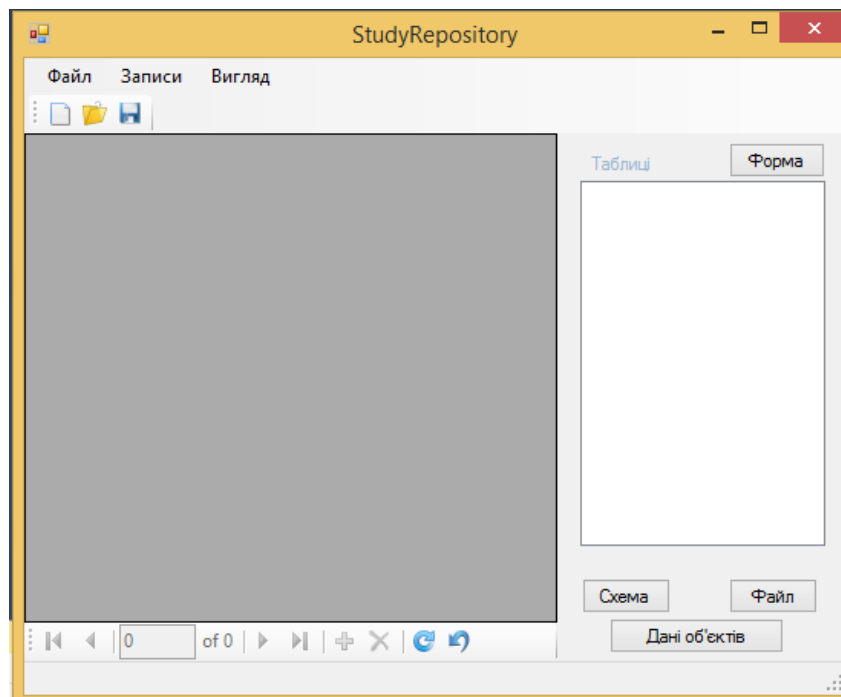 StudyRepository
Файл Записи Вигляд
Таблиці Форма
Схема Файл
Дані об'єктів
0 of 0